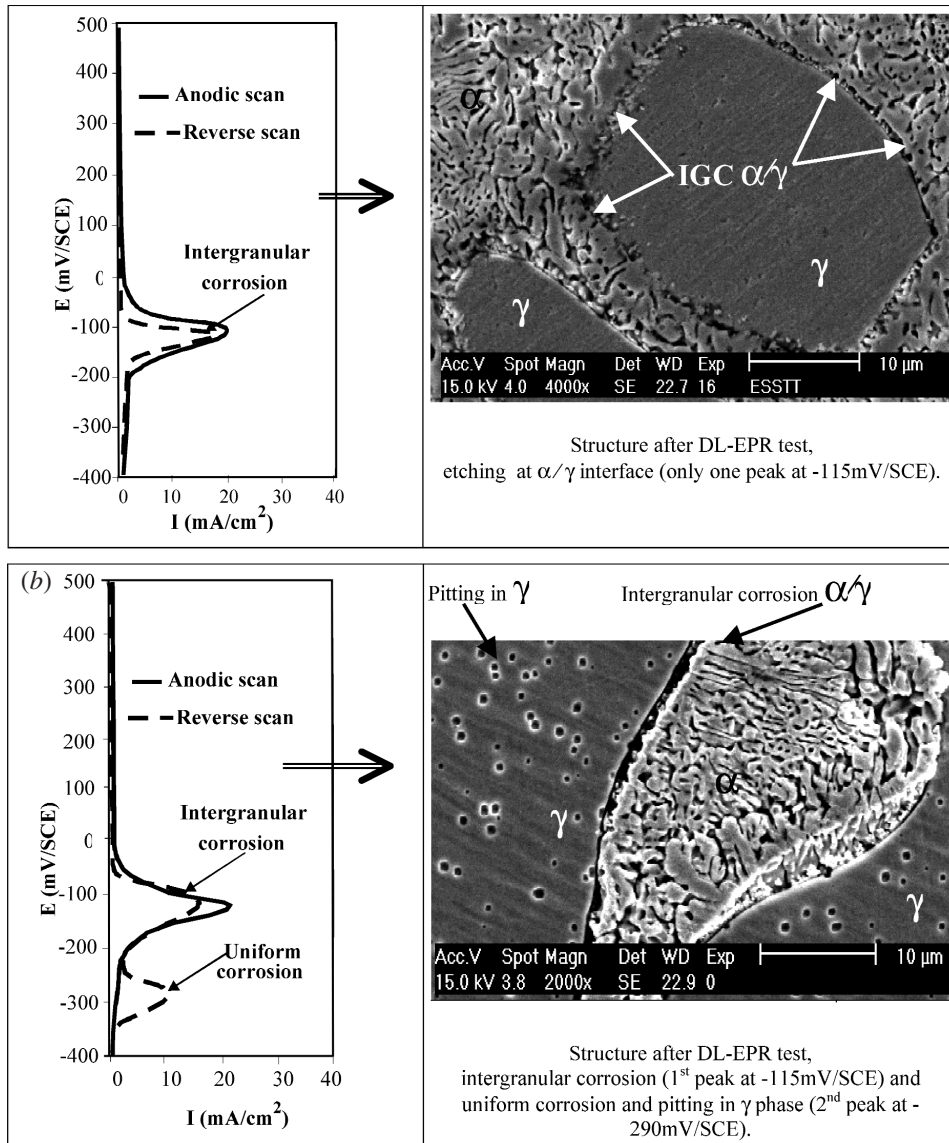 500
400
300
200
100
0
-100
-200
-300
-400
E (mV/SCE)
Anodic scan
Reverse scan
Intergranular
corrosion
0 10 20 30 40
I (mA/cm²)
α
IGC α/γ
γ
γ
Acc.V Spot Magn Det WD Exp 10 µm
15.0 kV 4.0 4000x SE 22.7 16 ESSTT
Structure after DL-EPR test,
etching at α/γ interface (only one peak at -115mV/SCE).
(b)
500
400
300
200
100
0
-100
-200
-300
-400
E (mV/SCE)
Anodic scan
Reverse scan
Intergranular
corrosion
Uniform
corrosion
0 10 20 30 40
I (mA/cm²)
Pitting in γ
Intergranular corrosion α/γ
α
γ
γ
Acc.V Spot Magn Det WD Exp 10 µm
15.0 kV 3.8 2000x SE 22.9 0
Structure after DL-EPR test,
intergranular corrosion (1st peak at -115mV/SCE) and
uniform corrosion and pitting in γ phase (2nd peak at -
290mV/SCE).